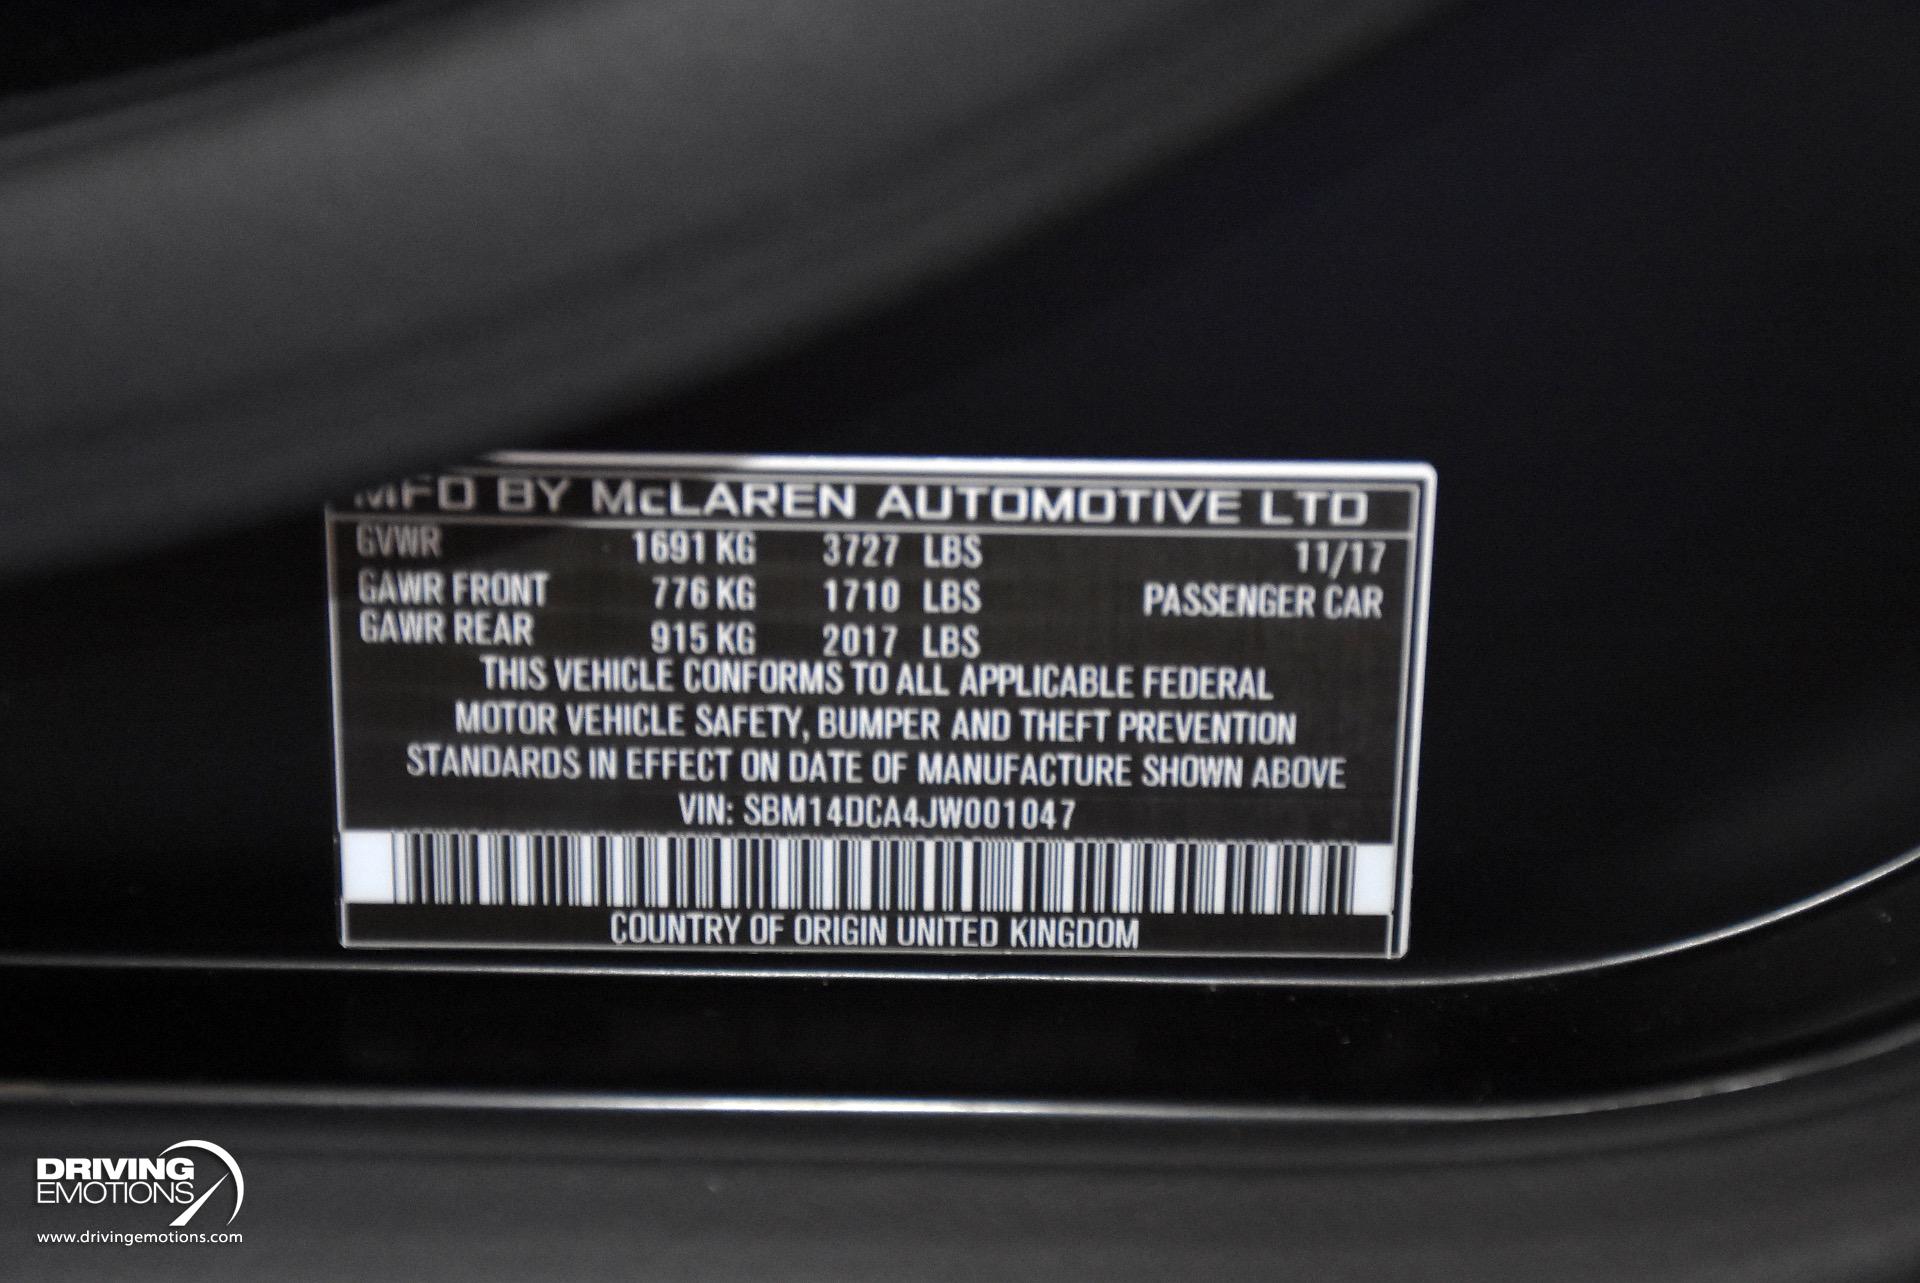 MFD BY McLAREN AUTOMOTIVE LTD
GVWR 1691 KG 3727 LBS 11/17
GAWR FRONT 776 KG 1710 LBS PASSENGER CAR
GAWR REAR 915 KG 2017 LBS
THIS VEHICLE CONFORMS TO ALL APPLICABLE FEDERAL
MOTOR VEHICLE SAFETY, BUMPER AND THEFT PREVENTION
STANDARDS IN EFFECT ON DATE OF MANUFACTURE SHOWN ABOVE
VIN: SBM14DCA4JW001047
COUNTRY OF ORIGIN UNITED KINGDOM
DRIVING
EMOTIONS
www.drivingemotions.com